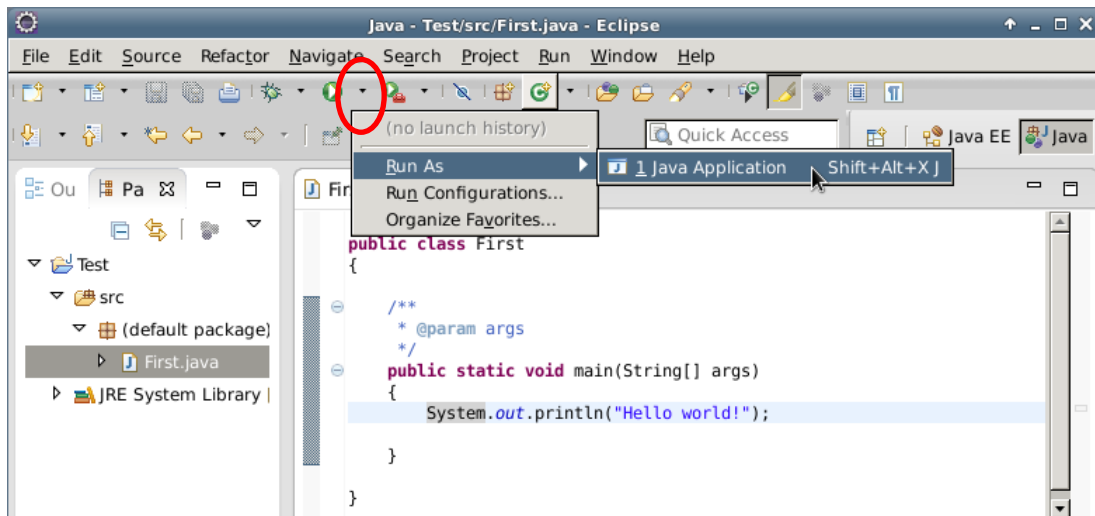 Java - Test/src/First.java - Eclipse
File Edit Source Refactor Navigate Search Project Run Window Help
(no launch history)
Quick Access
Java EE
Java
Run As
1 Java Application Shift+Alt+X J
Run Configurations...
Organize Favorites...
Ou
Pa
Fir
Test
src
(default package)
First.java
JRE System Library [
public class First
{
/**
* @param args
*/
public static void main(String[] args)
{
System.out.println("Hello world!");
}
}